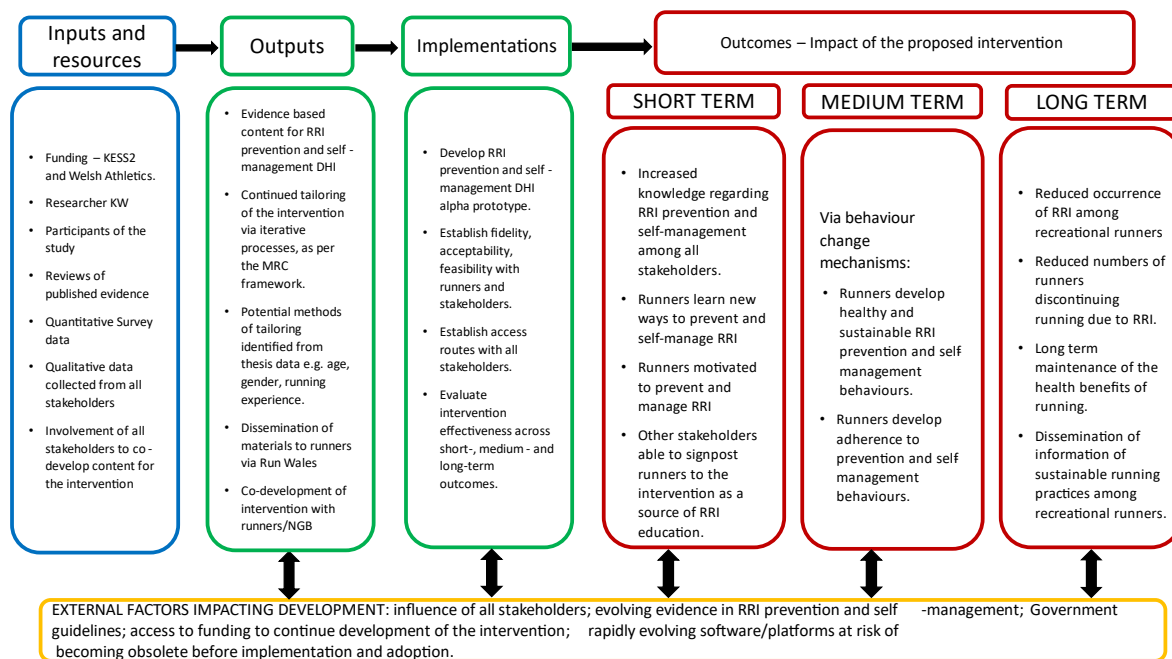 Inputs and
resources
Outputs
Implementations
Outcomes – Impact of the proposed intervention
SHORT TERM
MEDIUM TERM
LONG TERM
• Funding – KESS2
and Welsh Athletics.
• Researcher KW
• Participants of the
study
• Reviews of
published evidence
• Quantitative Survey
data
• Qualitative data
collected from all
stakeholders
• Involvement of all
stakeholders to co -
develop content for
the intervention
• Evidence based
content for RRI
prevention and self -
management DHI
• Continued tailoring
of the intervention
via iterative
processes, as per
the MRC
framework.
• Potential methods
of tailoring
identified from
thesis data e.g. age,
gender, running
experience.
• Dissemination of
materials to runners
via Run Wales
• Co-development of
intervention with
runners/NGB
• Develop RRI
prevention and self -
management DHI
alpha prototype.
• Establish fidelity,
acceptability,
feasibility with
runners and
stakeholders.
• Establish access
routes with all
stakeholders.
• Evaluate
intervention
effectiveness across
short-, medium - and
long-term
outcomes.
• Increased
knowledge regarding
RRI prevention and
self-management
among all
stakeholders.
• Runners learn new
ways to prevent and
self-manage RRI
• Runners motivated
to prevent and
manage RRI
• Other stakeholders
able to signpost
runners to the
intervention as a
source of RRI
education.
Via behaviour
change
mechanisms:
• Runners develop
healthy and
sustainable RRI
prevention and self-
management
behaviours.
• Runners develop
adherence to
prevention and self-
management
behaviours.
• Reduced occurrence
of RRI among
recreational runners
• Reduced numbers of
runners
discontinuing
running due to RRI.
• Long term
maintenance of the
health benefits of
running.
• Dissemination of
information of
sustainable running
practices among
recreational runners.
EXTERNAL FACTORS IMPACTING DEVELOPMENT: influence of all stakeholders; evolving evidence in RRI prevention and self -management; Government
guidelines; access to funding to continue development of the intervention; rapidly evolving software/platforms at risk of
becoming obsolete before implementation and adoption.